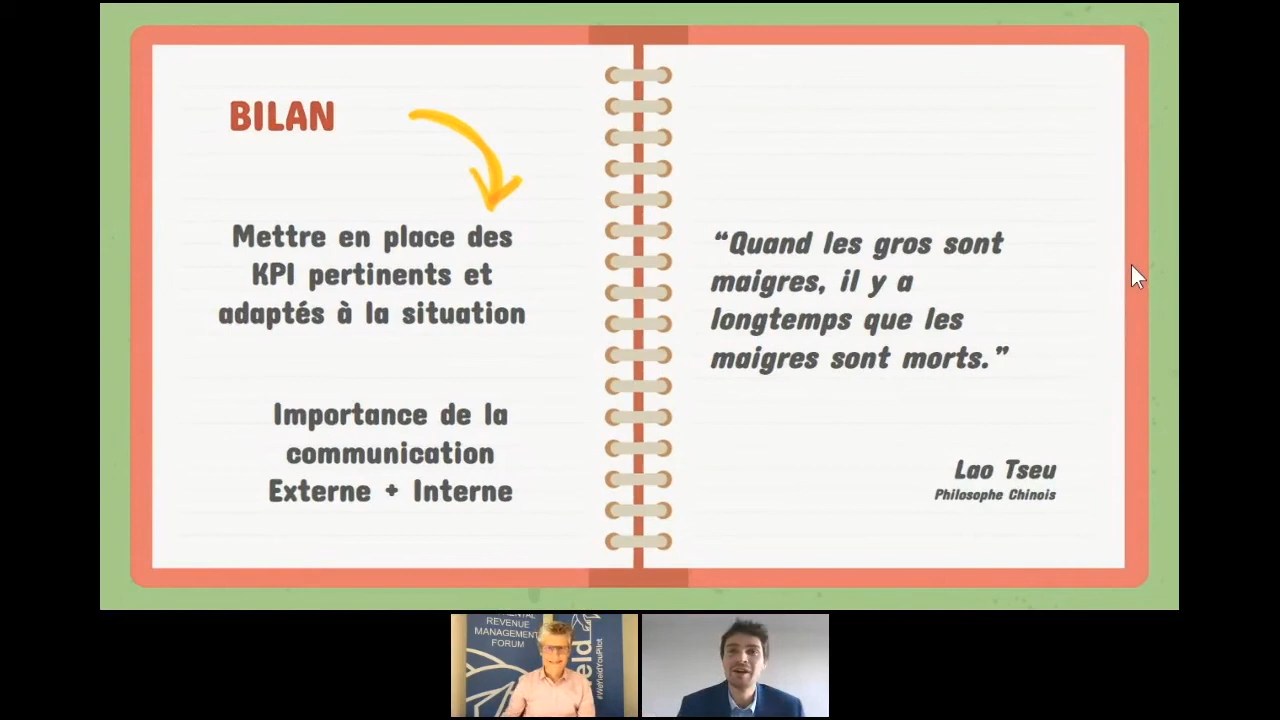 BILAN
Mettre en place des
KPI pertinents et
adaptés à la situation
Importance de la
communication
Externe + Interne
“Quand les gros sont
maigres, il y a
longtemps que les
maigres sont morts.”
Lao Tseu
Philosophe Chinois
REVENUE
MANAGEMENT
FORUM
#WeYieldYouPilot